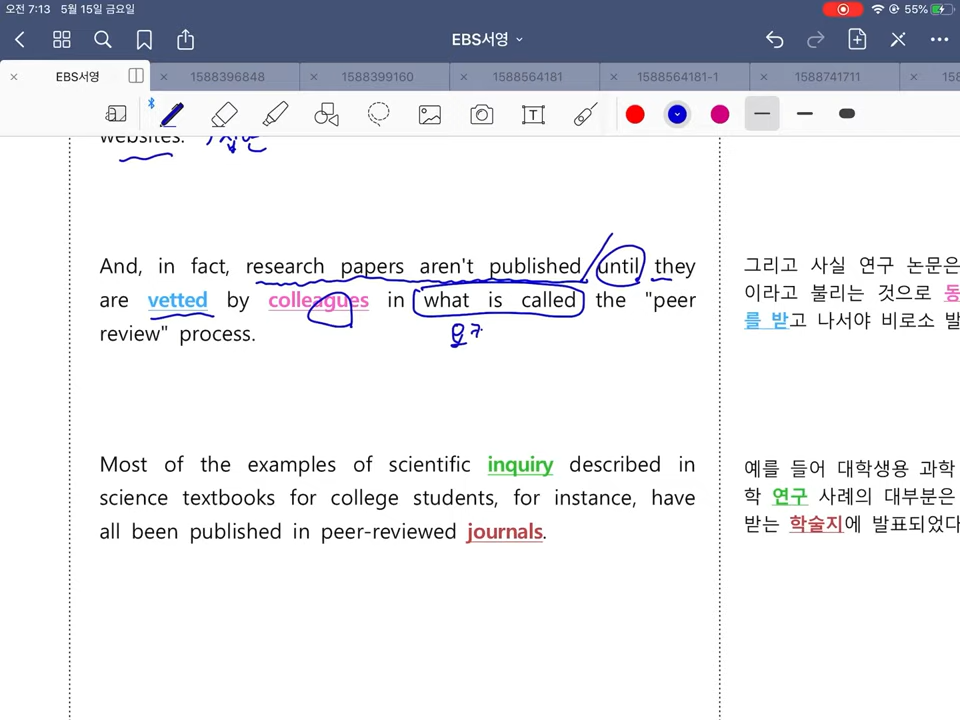 오전 7:13 5월 15일 금요일
55%
EBS서영
EBS서영 1588396848 1588399160 1588564181 1588564181-1 1588741711
websites.
And, in fact, research papers aren't published until they
are vetted by colleagues in what is called the "peer
review" process.
Most of the examples of scientific inquiry described in
science textbooks for college students, for instance, have
all been published in peer-reviewed journals.
그리고 사실 연구 논문은
이라고 불리는 것으로 동
를 받고 나서야 비로소 발
예를 들어 대학생용 과학
학 연구 사례의 대부분은
받는 학술지에 발표되었다